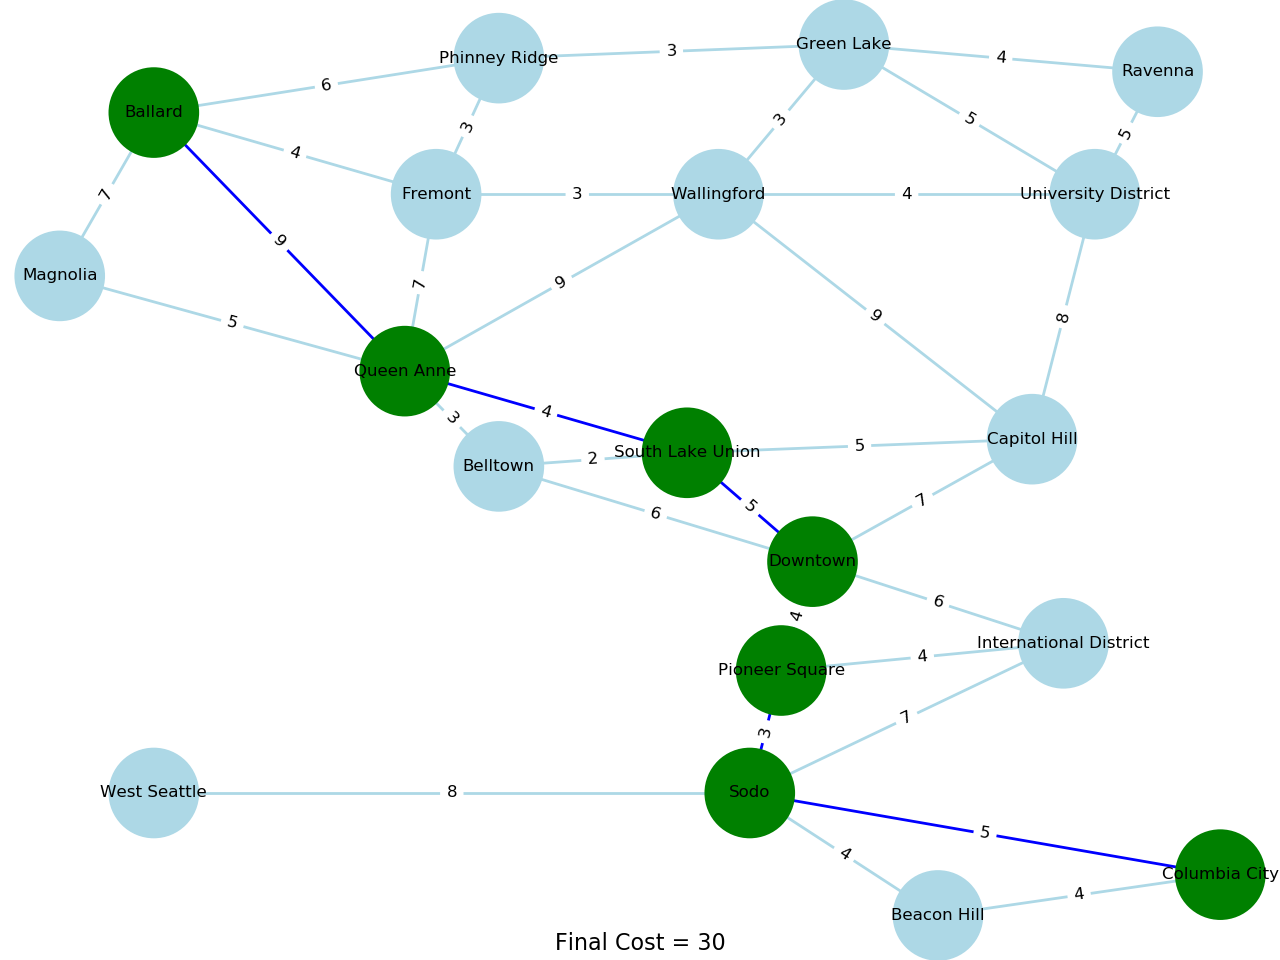 Green Lake
3
Phinney Ridge
4
Ravenna
6
Ballard
3
5
3
5
4
Fremont
3
Wallingford
4
University District
7
9
Magnolia
7
9
5
9
8
Queen Anne
4
3
Capitol Hill
5
South Lake Union
2
Belltown
7
5
6
Downtown
6
4
International District
4
Pioneer Square
7
3
West Seattle
8
Sodo
5
4
Columbia City
4
Beacon Hill
Final Cost = 30